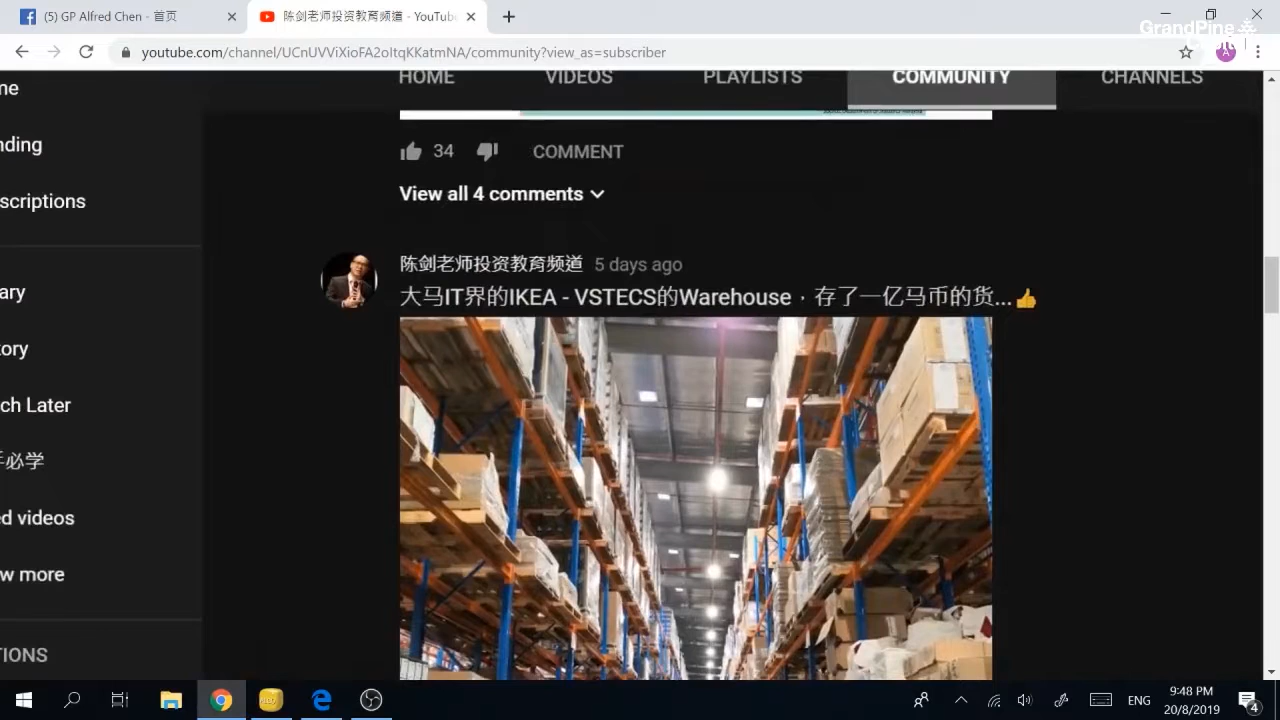 (5) GP Alfred Chen - 首页
陈剑老师投资教育频道 - YouTube
GrandPine
youtube.com/channel/UCnUVViXioFA2oItqKKatmNA/community?view_as=subscriber
A
HOME
VIDEOS
PLAYLISTS
COMMUNITY
CHANNELS
me
nding
scriptions
ary
ory
ch Later
必学
ed videos
w more
TIONS
34
COMMENT
View all 4 comments
陈剑老师投资教育频道 5 days ago
大马IT界的IKEA - VSTECS的Warehouse，存了一亿马币的货...👍
ENG
9:48 PM
20/8/2019
4